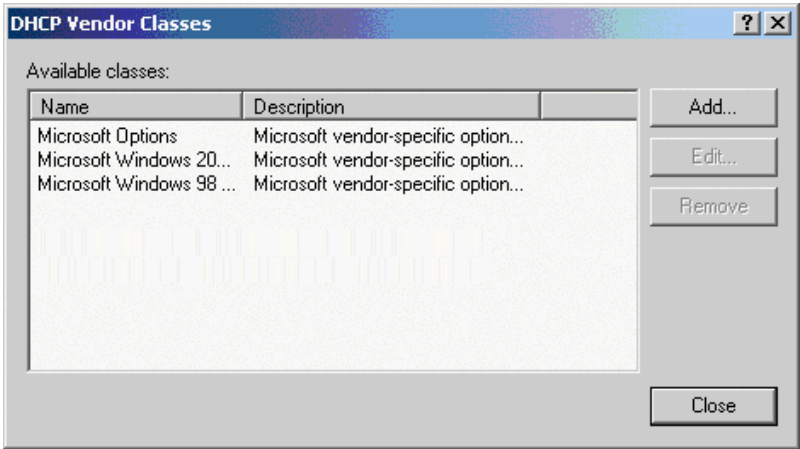 DHCP Vendor Classes
Available classes:
Name Description
Microsoft Options Microsoft vendor-specific option...
Microsoft Windows 20... Microsoft vendor-specific option...
Microsoft Windows 98 ... Microsoft vendor-specific option...
Add...
Edit...
Remove
Close